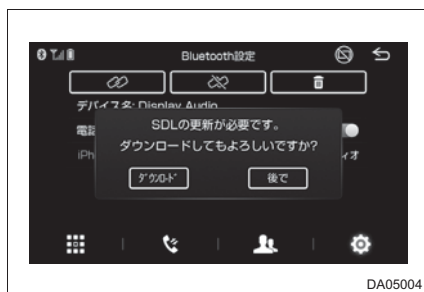 Bluetooth設定
デバイス名: Display Audio
SDLの更新が必要です。
ダウンロードしてもよろしいですか?
iPh
ィオ
ﾀﾞｳﾝﾛｰﾄﾞ
後で
DA05004